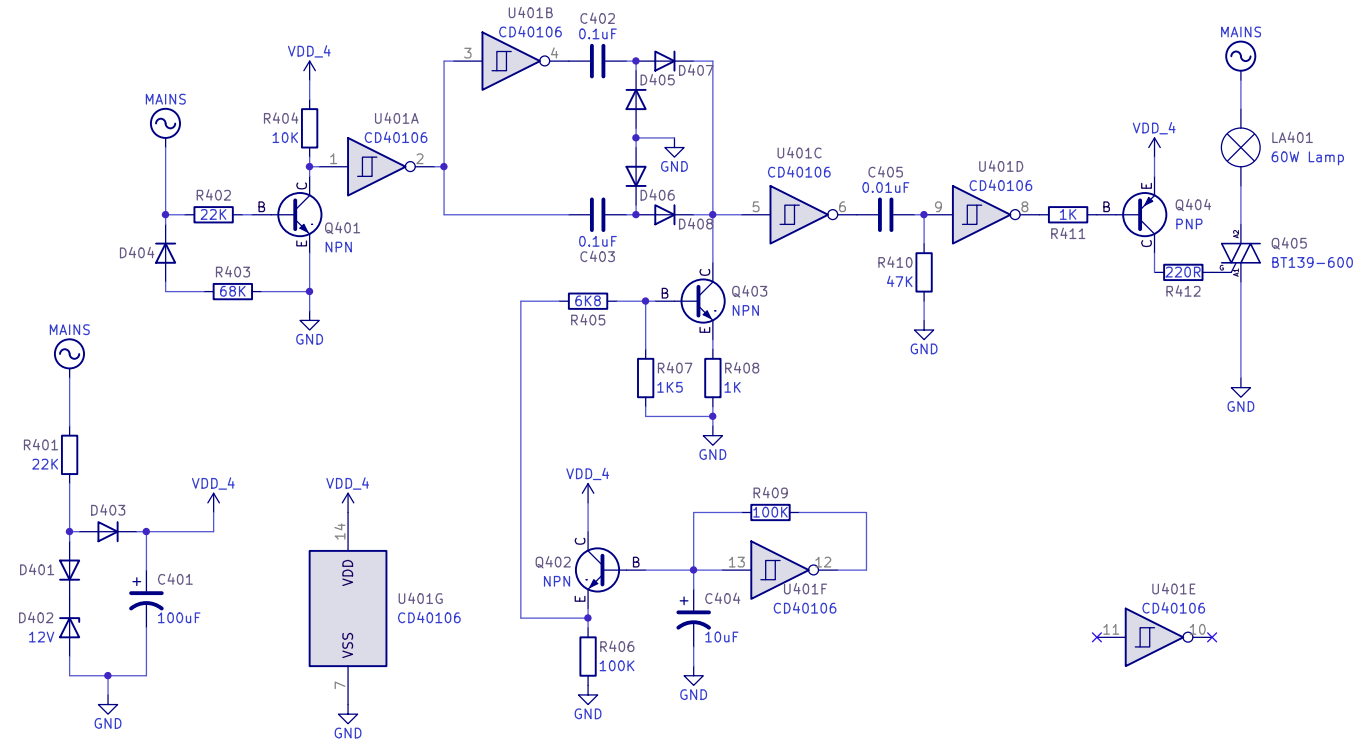 MAINS
R402
22K
B
D404
R403
68K
VDD_4
R404
10K
C
E
Q401
NPN
GND
1
U401A
CD40106
2
3
U401B
CD40106
4
C402
0.1uF
D405
D407
GND
D406
D408
0.1uF
C403
5
U401C
CD40106
6
C405
0.01uF
R410
47K
GND
9
U401D
CD40106
8
1K
R411
B
VDD_4
E
C
Q404
PNP
220R
R412
MAINS
LA401
60W Lamp
A2
G
A1
Q405
BT139-600
GND
6K8
R405
B
C
E
Q403
NPN
R407
1K5
R408
1K
GND
MAINS
R401
22K
D403
VDD_4
D401
D402
12V
+
C401
100uF
GND
VDD_4
14
VDD
VSS
7
U401G
CD40106
GND
VDD_4
C
Q402
NPN
B
E
R406
100K
GND
R409
100K
13
12
U401F
CD40106
+
C404
10uF
GND
U401E
CD40106
11
10